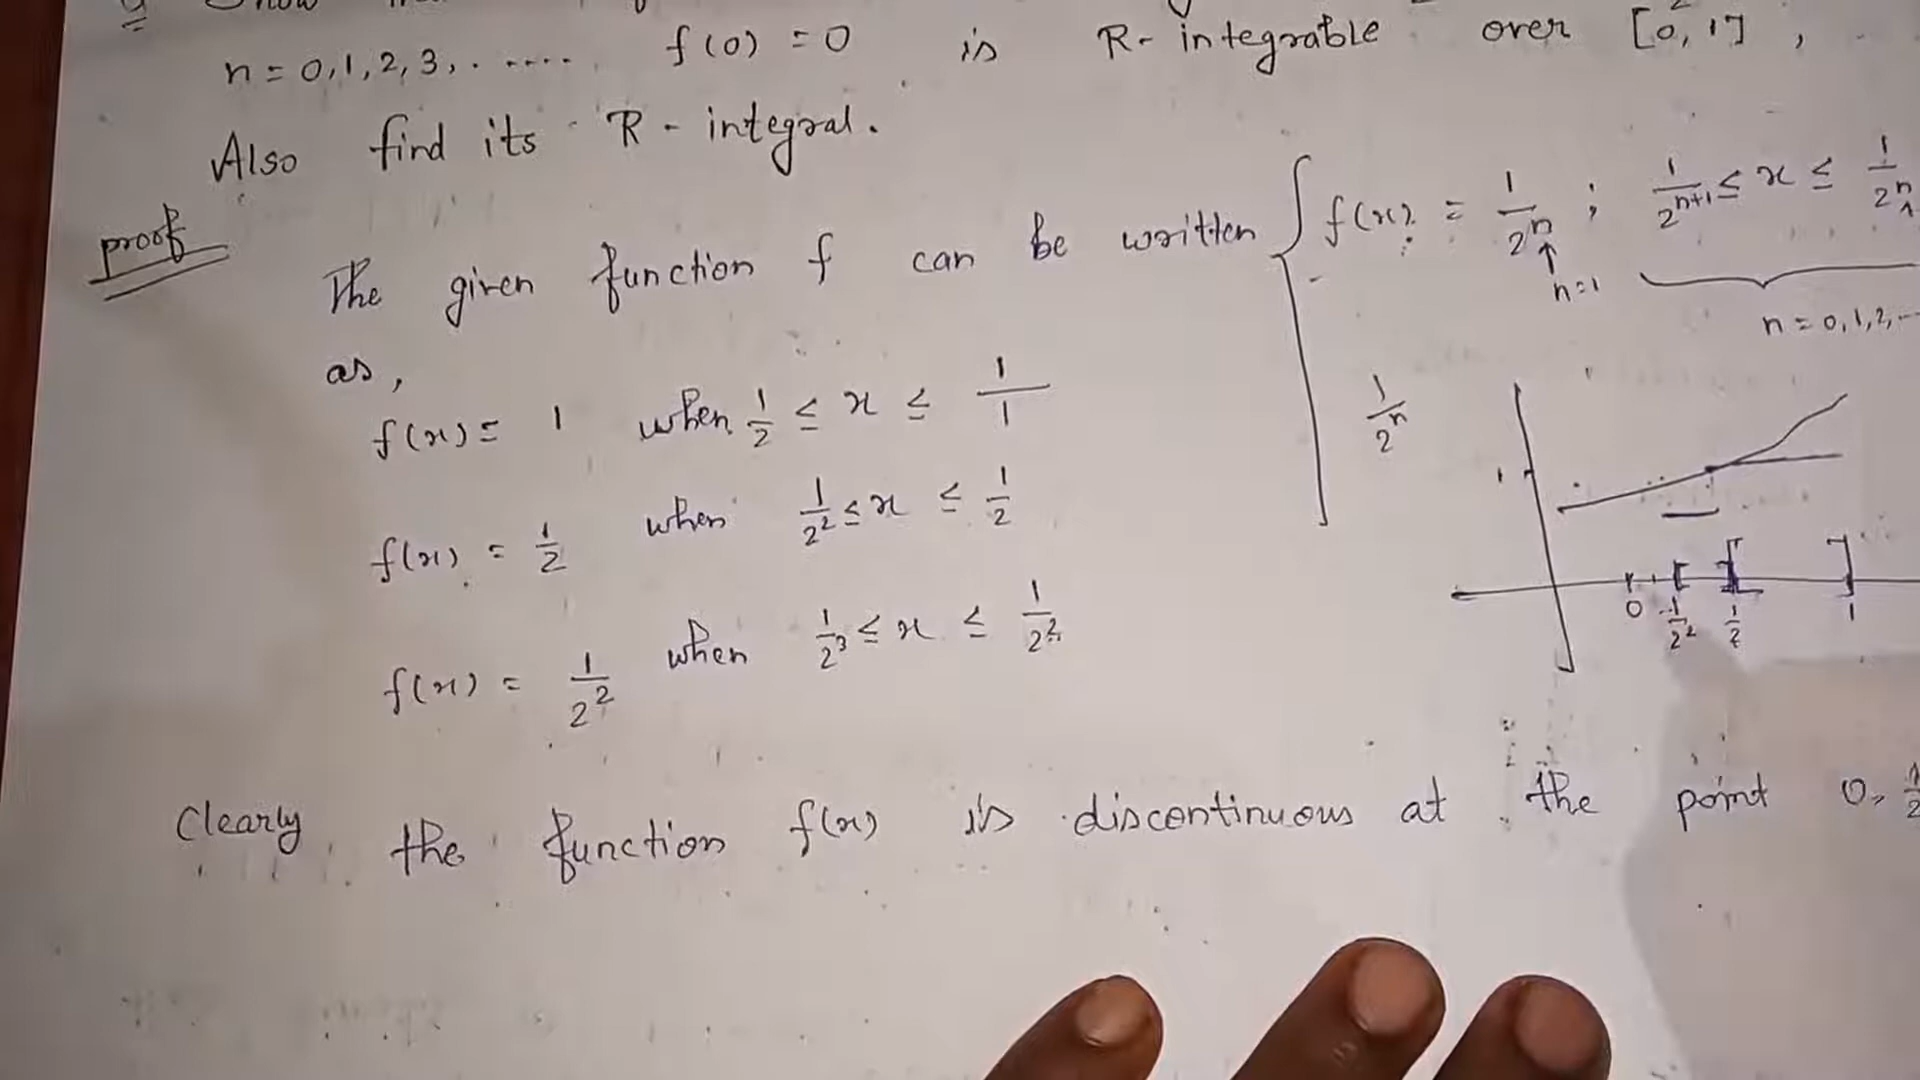 Show
n = 0,1,2,3, . ..... f(0) = 0 is R- integrable over [0, 1] ,
Also find its R - integral.
proof
The given function f can be written
as,
f(x) = 1 when 1/2 ≤ x ≤ 1/1
f(x) = 1/2 when 1/2^2 ≤ x ≤ 1/2
f(x) = 1/2^2 when 1/2^3 ≤ x ≤ 1/2^2
f(x) = 1/2^n ; 1/2^(n+1) ≤ x ≤ 1/2^n
n=1
n = 0,1,2,...
1/2^n
1
0 1/2^2 1/2 1
Clearly the function f(x) is discontinuous at the point 0, 1/2